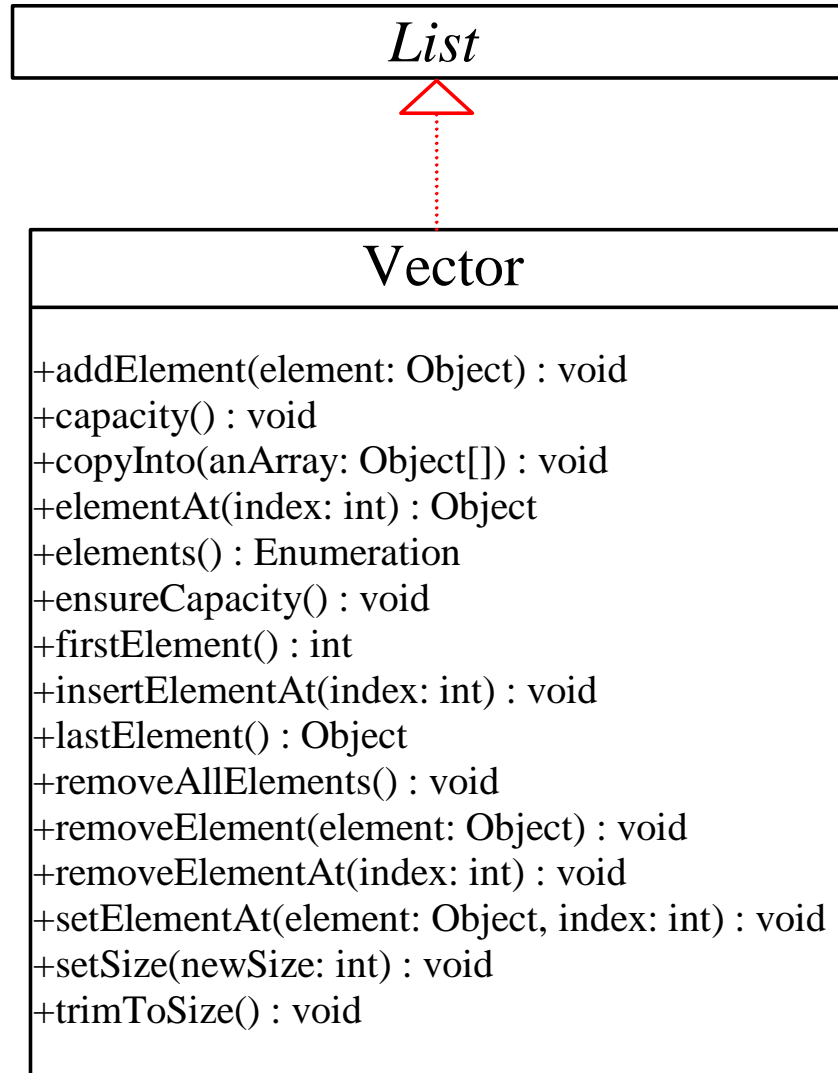 List
Vector
+addElement(element: Object) : void
+capacity() : void
+copyInto(anArray: Object[]) : void
+elementAt(index: int) : Object
+elements() : Enumeration
+ensureCapacity() : void
+firstElement() : int
+insertElementAt(index: int) : void
+lastElement() : Object
+removeAllElements() : void
+removeElement(element: Object) : void
+removeElementAt(index: int) : void
+setElementAt(element: Object, index: int) : void
+setSize(newSize: int) : void
+trimToSize() : void